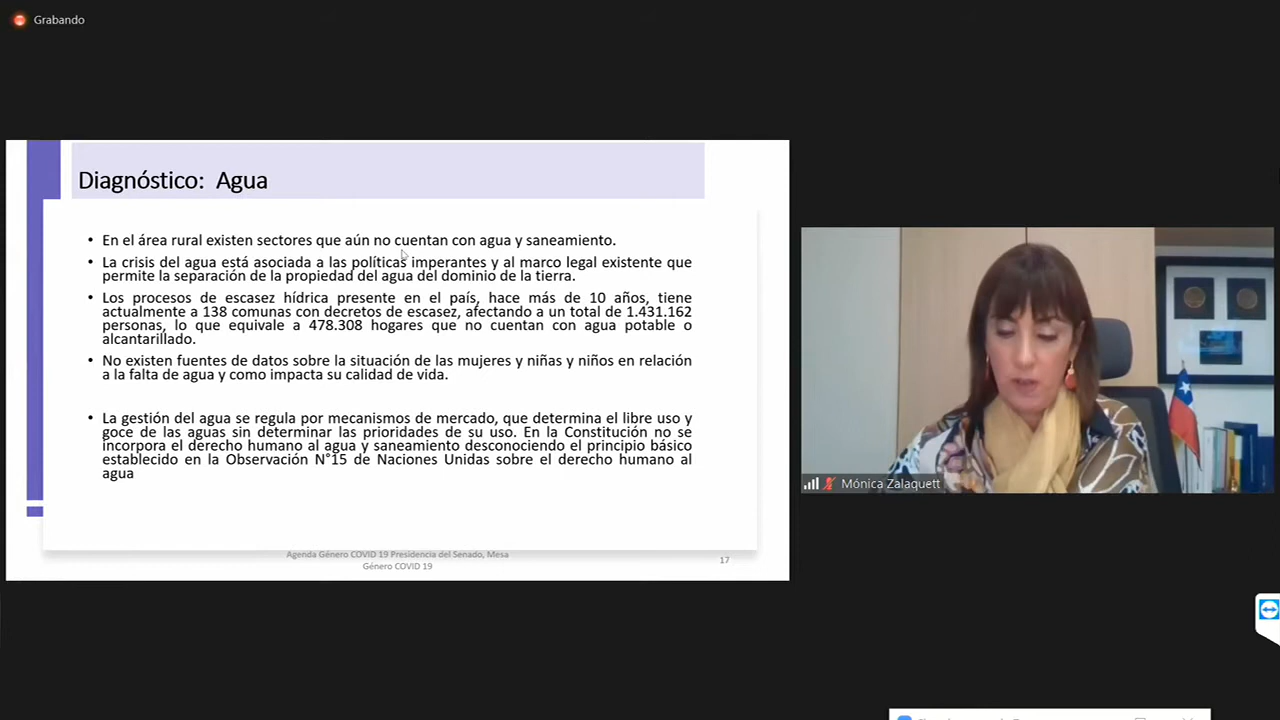 Grabando
Diagnóstico: Agua
• En el área rural existen sectores que aún no cuentan con agua y saneamiento.
• La crisis del agua está asociada a las políticas imperantes y al marco legal existente que
permite la separación de la propiedad del agua del dominio de la tierra.
• Los procesos de escasez hídrica presente en el país, hace más de 10 años, tiene
actualmente a 138 comunas con decretos de escasez, afectando a un total de 1.431.162
personas, lo que equivale a 478.308 hogares que no cuentan con agua potable o
alcantarillado.
• No existen fuentes de datos sobre la situación de las mujeres y niñas y niños en relación
a la falta de agua y como impacta su calidad de vida.
• La gestión del agua se regula por mecanismos de mercado, que determina el libre uso y
goce de las aguas sin determinar las prioridades de su uso. En la Constitución no se
incorpora el derecho humano al agua y saneamiento desconociendo el principio básico
establecido en la Observación N°15 de Naciones Unidas sobre el derecho humano al
agua
Agenda Género COVID 19 Presidencia del Senado, Mesa
Género COVID 19
17
Mónica Zalaquett